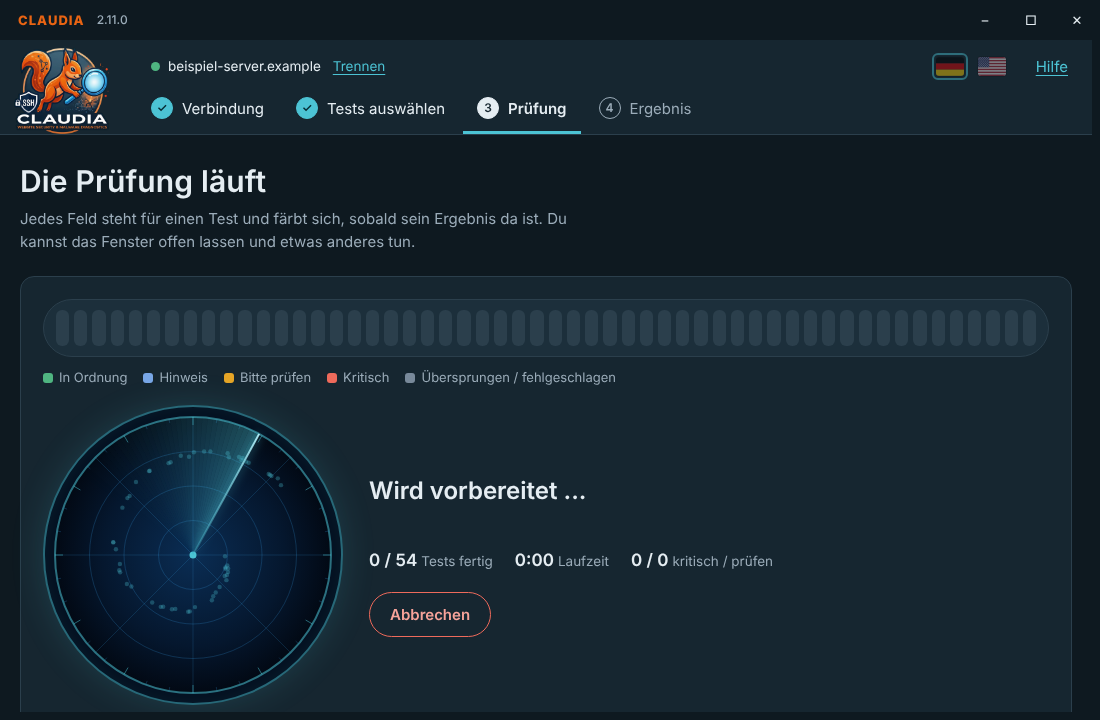 CLAUDIA 2.11.0
beispiel-server.example Trennen
Hilfe
SSH
CLAUDIA
Verbindung
Tests auswählen
3 Prüfung
4 Ergebnis
Die Prüfung läuft
Jedes Feld steht für einen Test und färbt sich, sobald sein Ergebnis da ist. Du
kannst das Fenster offen lassen und etwas anderes tun.
In Ordnung
Hinweis
Bitte prüfen
Kritisch
Übersprungen / fehlgeschlagen
Wird vorbereitet ...
0 / 54 Tests fertig
0:00 Laufzeit
0 / 0 kritisch / prüfen
Abbrechen